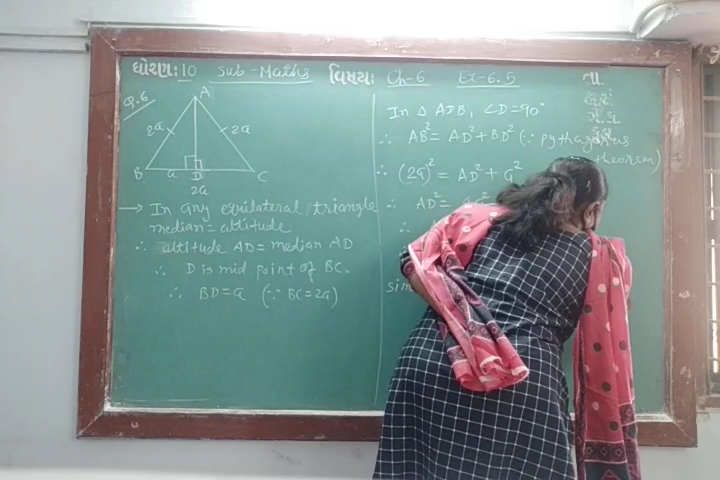 ધોરણ: 10 Sub-Maths વિષય: Ch-6 Ex-6.5 તા.
Q.6
A
2a 2a
B a D C
2a
→ In any equilateral triangle
median = altitude
∴ altitude AD = median AD
∴ D is mid point of BC.
∴ BD = a (∵ BC = 2a)
In △ ADB, ∠D = 90°
∴ AB² = AD² + BD² (∵ pythagorus
theorem)
∴ (2a)² = AD² + a²
∴ AD² =
∴
sim